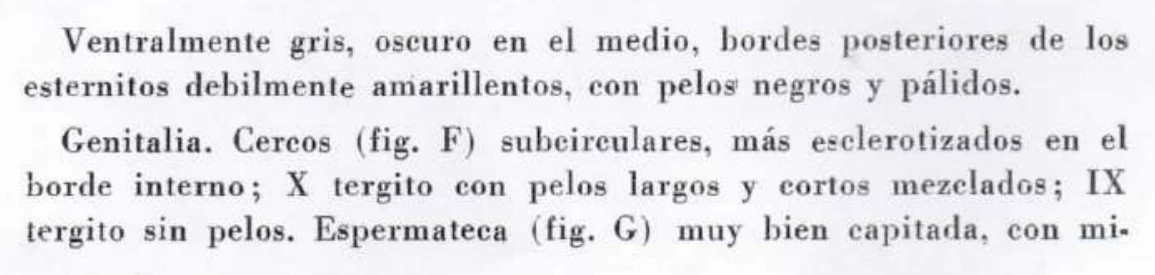 Ventralmente gris, oscuro en el medio, bordes posteriores de los
esternitos debilmente amarillentos, con pelos negros y pálidos.
Genitalia. Cercos (fig. F) subcirculares, más esclerotizados en el
borde interno; X tergito con pelos largos y cortos mezclados; IX
tergito sin pelos. Espermateca (fig. G) muy bien capitada, con mi-